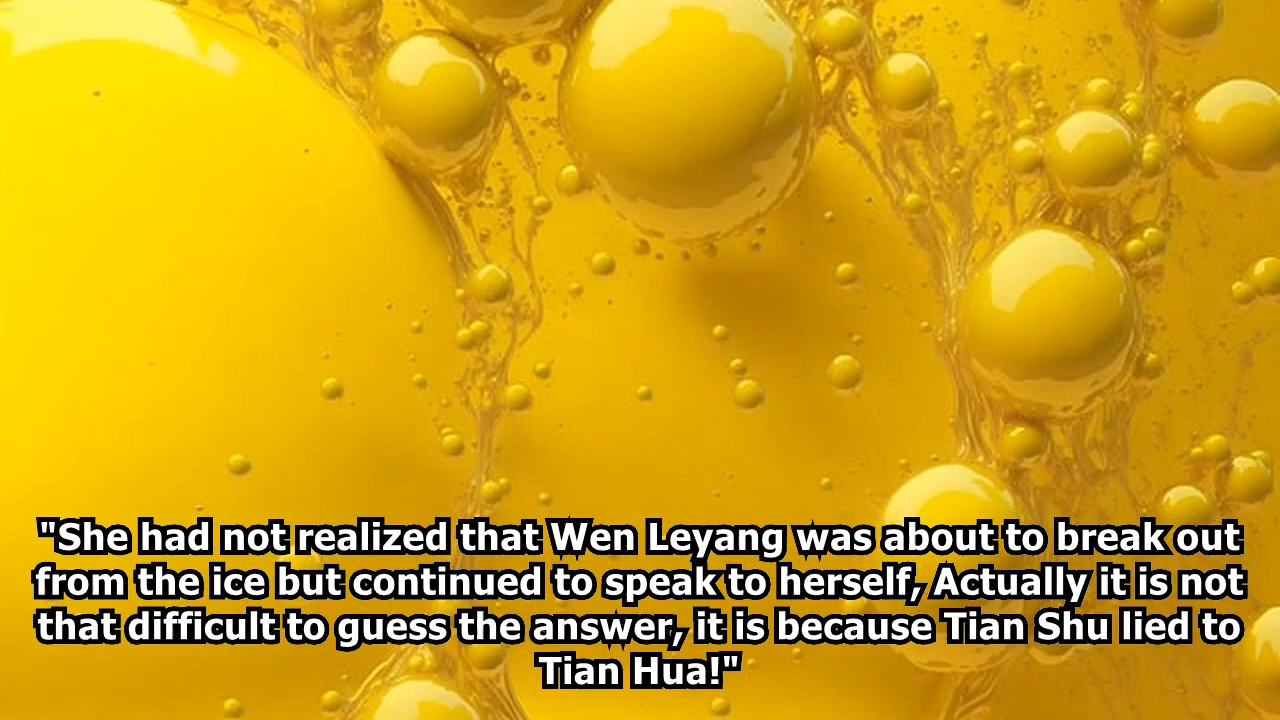 "She had not realized that Wen Leyang was about to break out
from the ice but continued to speak to herself, Actually it is not
that difficult to guess the answer, it is because Tian Shu lied to
Tian Hua!"